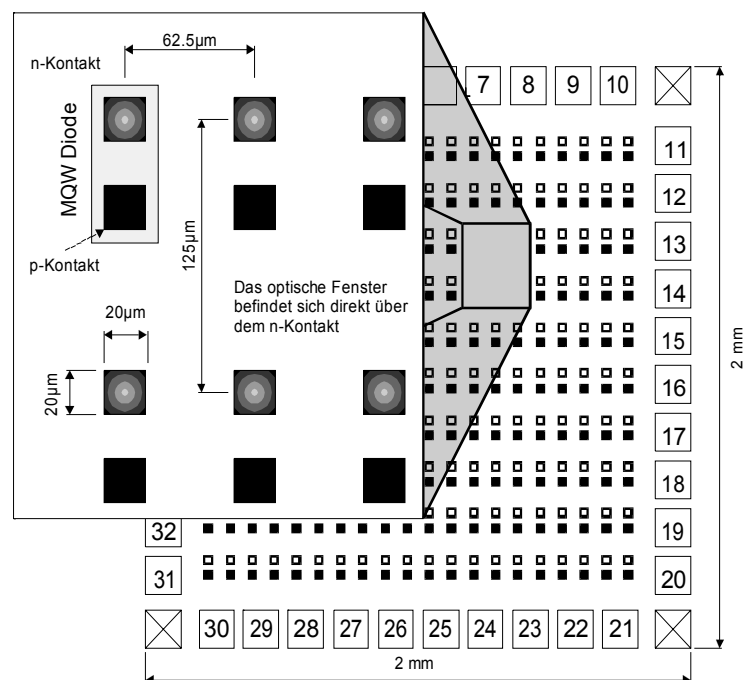 62.5µm
n-Kontakt
MQW Diode
p-Kontakt
125µm
Das optische Fenster
befindet sich direkt über
dem n-Kontakt
20µm
20µm
7 8 9 10
11
12
13
14
15
16
17
18
19
20
32
31
30 29 28 27 26 25 24 23 22 21
2 mm
2 mm